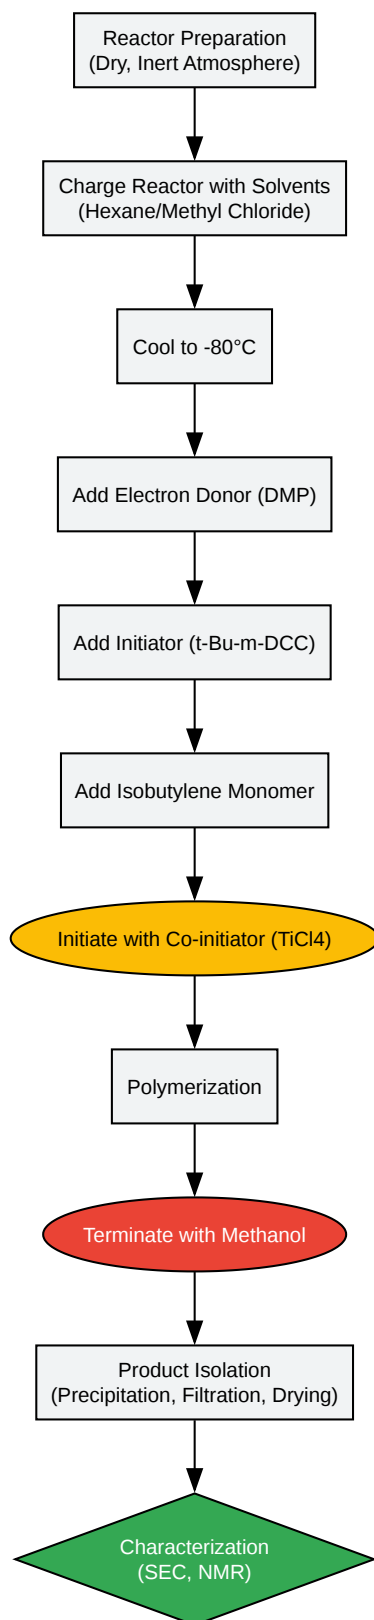 Reactor Preparation
(Dry, Inert Atmosphere)
Charge Reactor with Solvents
(Hexane/Methyl Chloride)
Cool to -80°C
Add Electron Donor (DMP)
Add Initiator (t-Bu-m-DCC)
Add Isobutylene Monomer
Initiate with Co-initiator (TiCl4)
Polymerization
Terminate with Methanol
Product Isolation
(Precipitation, Filtration, Drying)
Characterization
(SEC, NMR)